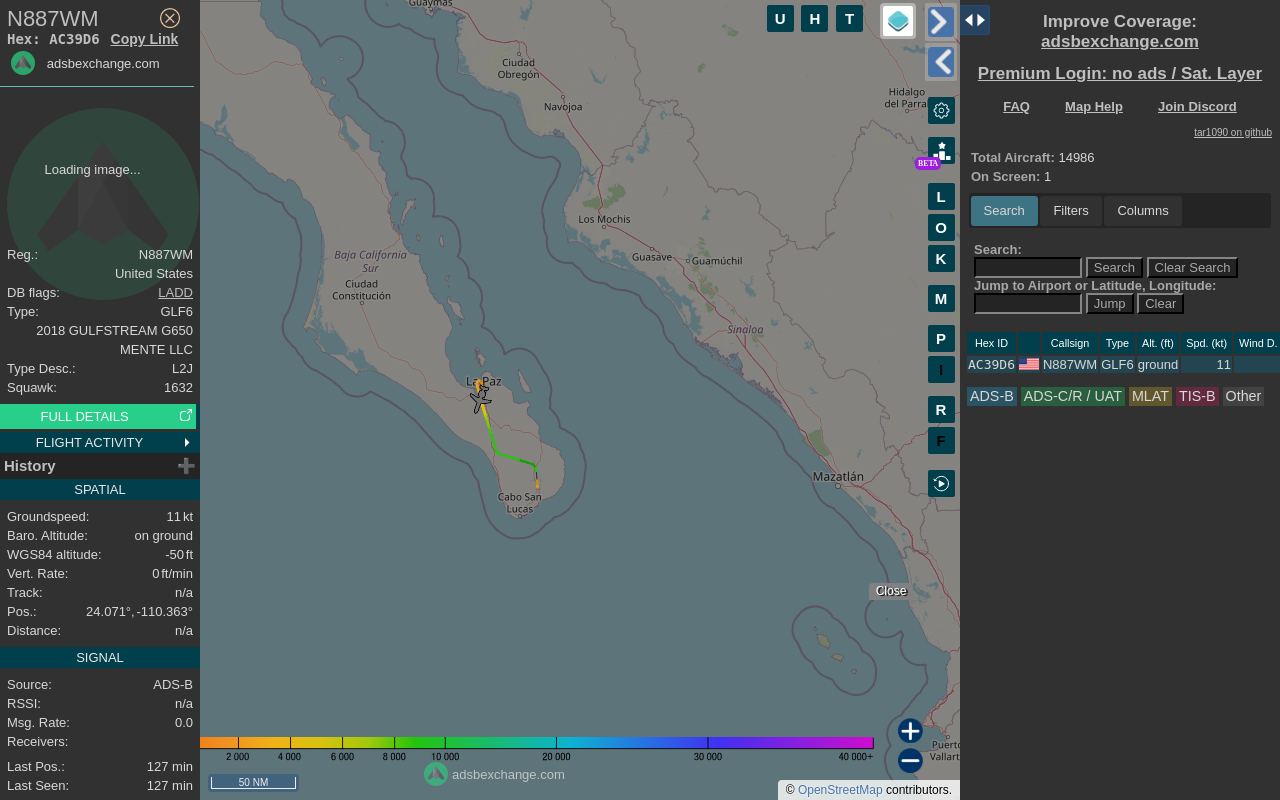 N887WM
Hex: AC39D6 Copy Link
adsbexchange.com
Loading image...
Reg.: N887WM
United States
DB flags: LADD
Type: GLF6
2018 GULFSTREAM G650
MENTE LLC
Type Desc.: L2J
Squawk: 1632
FULL DETAILS
FLIGHT ACTIVITY
History
SPATIAL
Groundspeed: 11 kt
Baro. Altitude: on ground
WGS84 altitude: -50 ft
Vert. Rate: 0 ft/min
Track: n/a
Pos.: 24.071°, -110.363°
Distance: n/a
SIGNAL
Source: ADS-B
RSSI: n/a
Msg. Rate: 0.0
Receivers:
Last Pos.: 127 min
Last Seen: 127 min
Guaymas
Ciudad
Obregón
Navojoa
Hidalgo
del Parra
Los Mochis
Guasave
Guamúchil
Baja California
Sur
Ciudad
Constitución
Sinaloa
La Paz
Mazatlán
Cabo San
Lucas
Puerto
Vallart
U H T
BETA
L
O
K
M
P
I
R
F
Close
2 000 4 000 6 000 8 000 10 000 20 000 30 000 40 000+
50 NM
adsbexchange.com
© OpenStreetMap contributors.
Improve Coverage:
adsbexchange.com
Premium Login: no ads / Sat. Layer
FAQ Map Help Join Discord
tar1090 on github
Total Aircraft: 14986
On Screen: 1
Search Filters Columns
Search:
Search Clear Search
Jump to Airport or Latitude, Longitude:
Jump Clear
Hex ID Callsign Type Alt. (ft) Spd. (kt) Wind D.
AC39D6 N887WM GLF6 ground 11
ADS-B ADS-C/R / UAT MLAT TIS-B Other